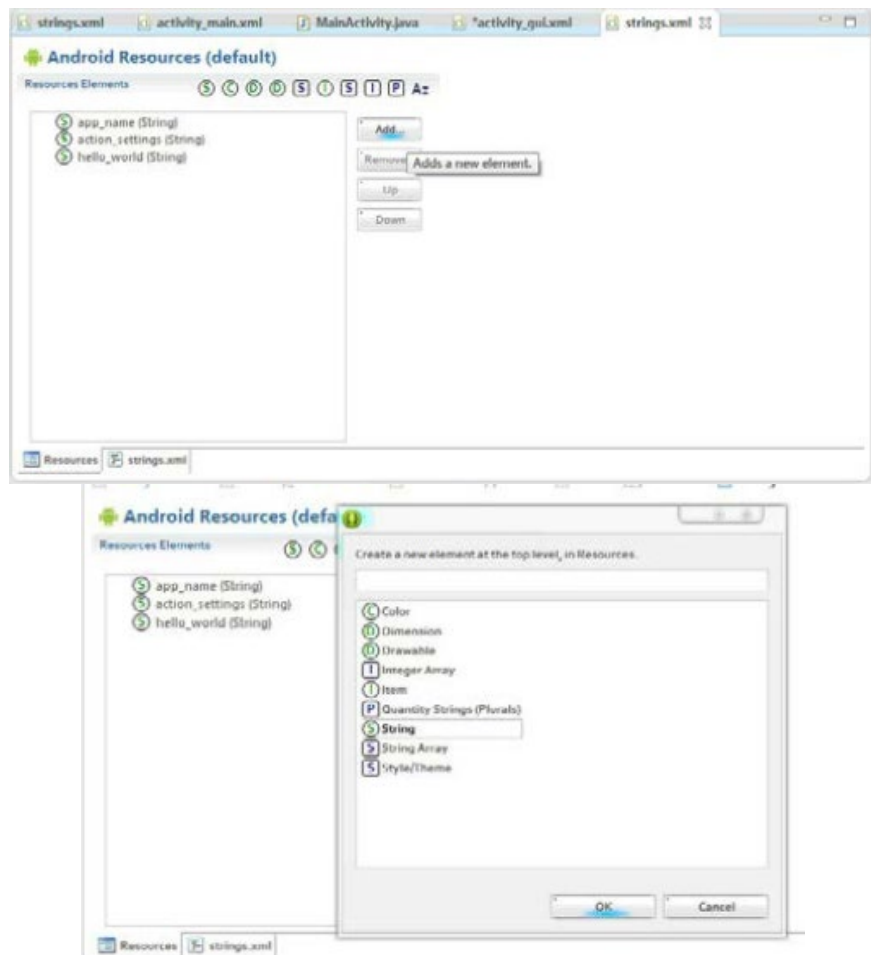 strings.xml activity_main.xml MainActivity.java *activity_gui.xml strings.xml
Android Resources (default)
Resources Elements S C D D S I S I P Az
S app_name (String)
S action_settings (String)
S hello_world (String)
Add...
Remove
Adds a new element.
Up
Down
Resources strings.xml
Android Resources (defa
Resources Elements S C
S app_name (String)
S action_settings (String)
S hello_world (String)
Create a new element at the top level, in Resources.
C Color
D Dimension
D Drawable
I Integer Array
I Item
P Quantity Strings (Plurals)
S String
S String Array
S Style/Theme
OK Cancel
Resources strings.xml